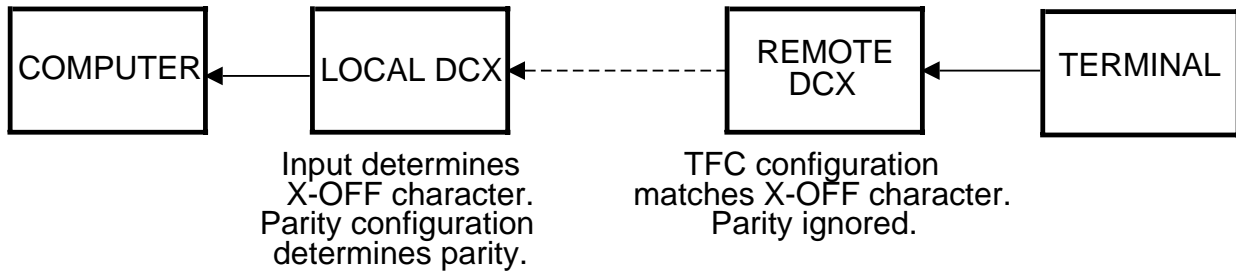 COMPUTER
LOCAL DCX
REMOTE
DCX
TERMINAL
Input determines
X-OFF character.
Parity configuration
determines parity.
TFC configuration
matches X-OFF character.
Parity ignored.